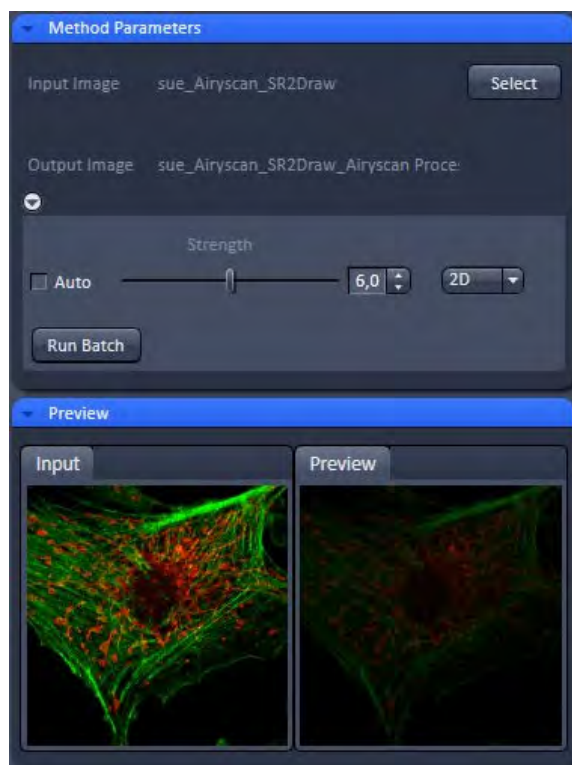 Method Parameters
Input Image sue_Airyscan_SR2Draw Select
Output Image sue_Airyscan_SR2Draw_Airyscan Proce
Strength
Auto 6,0 2D
Run Batch
Preview
Input Preview